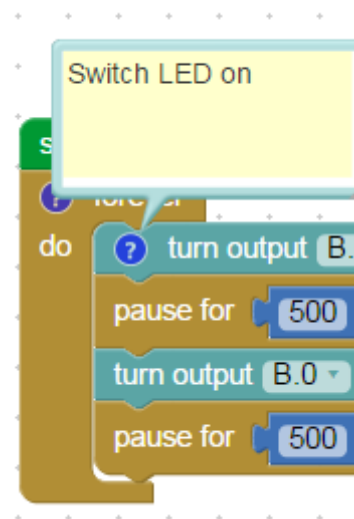 Switch LED on
?
do
? turn output B.
pause for 500
turn output B.0
pause for 500